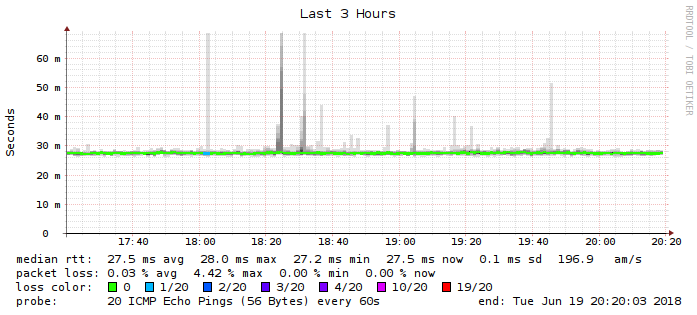 Last 3 Hours
RRDTOOL / TOBI OETIKER
Seconds
60 m
50 m
40 m
30 m
20 m
10 m
0
17:40 18:00 18:20 18:40 19:00 19:20 19:40 20:00 20:20
median rtt: 27.5 ms avg 28.0 ms max 27.2 ms min 27.5 ms now 0.1 ms sd 196.9 am/s
packet loss: 0.03 % avg 4.42 % max 0.00 % min 0.00 % now
loss color: 0 1/20 2/20 3/20 4/20 10/20 19/20
probe: 20 ICMP Echo Pings (56 Bytes) every 60s end: Tue Jun 19 20:20:03 2018